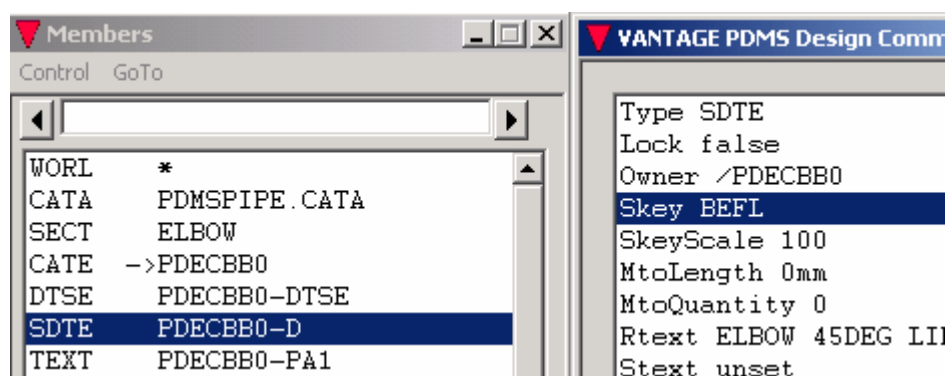 Members
Control GoTo
WORL *
CATA PDMSPIPE.CATA
SECT ELBOW
CATE ->PDECBB0
DTSE PDECBB0-DTSE
SDTE PDECBB0-D
TEXT PDECBB0-PA1
VANTAGE PDMS Design Comm
Type SDTE
Lock false
Owner /PDECBB0
Skey BEFL
SkeyScale 100
MtoLength 0mm
MtoQuantity 0
Rtext ELBOW 45DEG
Stext unset